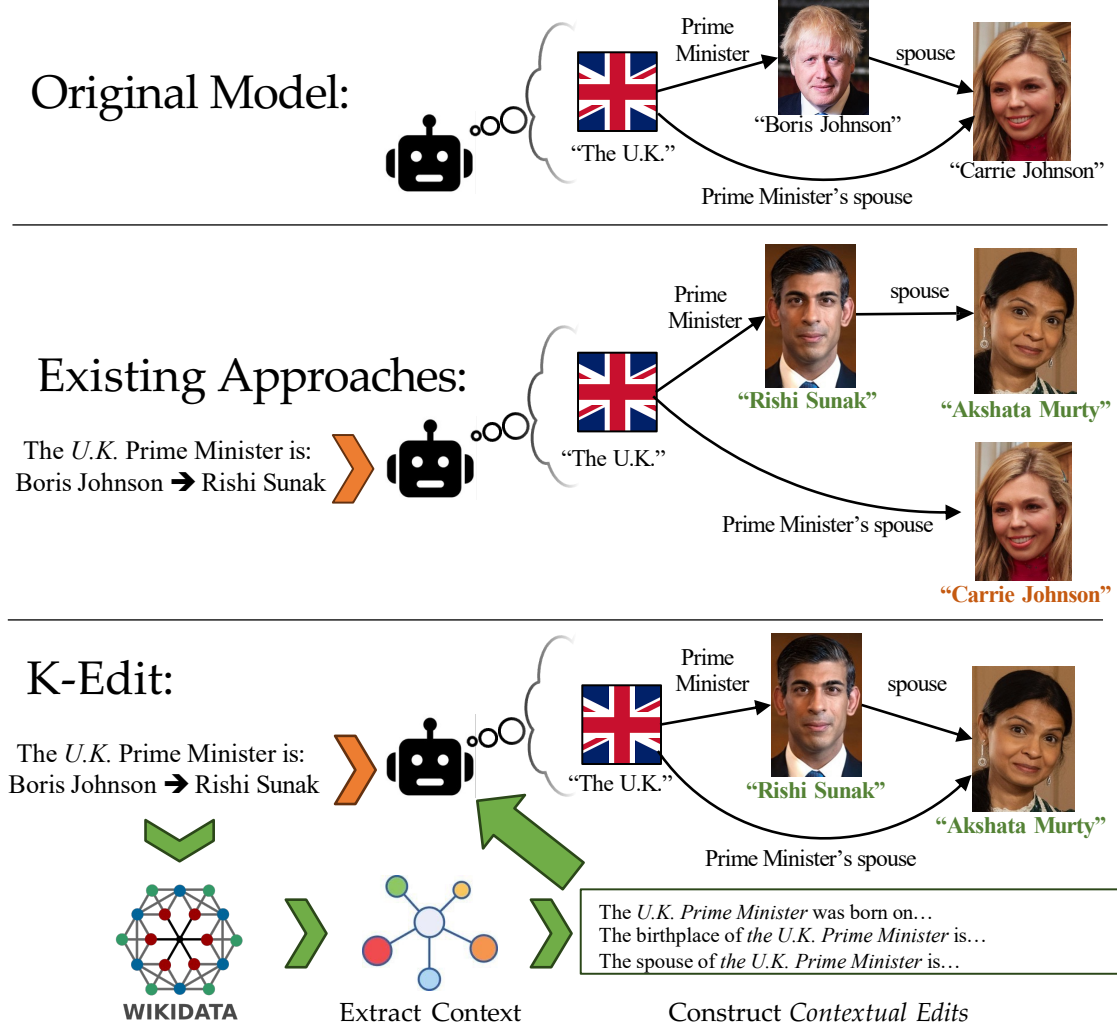 Original Model:
Prime
Minister
spouse
“The U.K.”
“Boris Johnson”
“Carrie Johnson”
Prime Minister’s spouse
Existing Approaches:
The U.K. Prime Minister is:
Boris Johnson ➔ Rishi Sunak
Prime
Minister
spouse
“The U.K.”
“Rishi Sunak”
“Akshata Murty”
Prime Minister’s spouse
“Carrie Johnson”
K-Edit:
The U.K. Prime Minister is:
Boris Johnson ➔ Rishi Sunak
Prime
Minister
spouse
“The U.K.”
“Rishi Sunak”
“Akshata Murty”
Prime Minister’s spouse
The U.K. Prime Minister was born on…
The birthplace of the U.K. Prime Minister is…
The spouse of the U.K. Prime Minister is…
WIKIDATA
Extract Context
Construct Contextual Edits